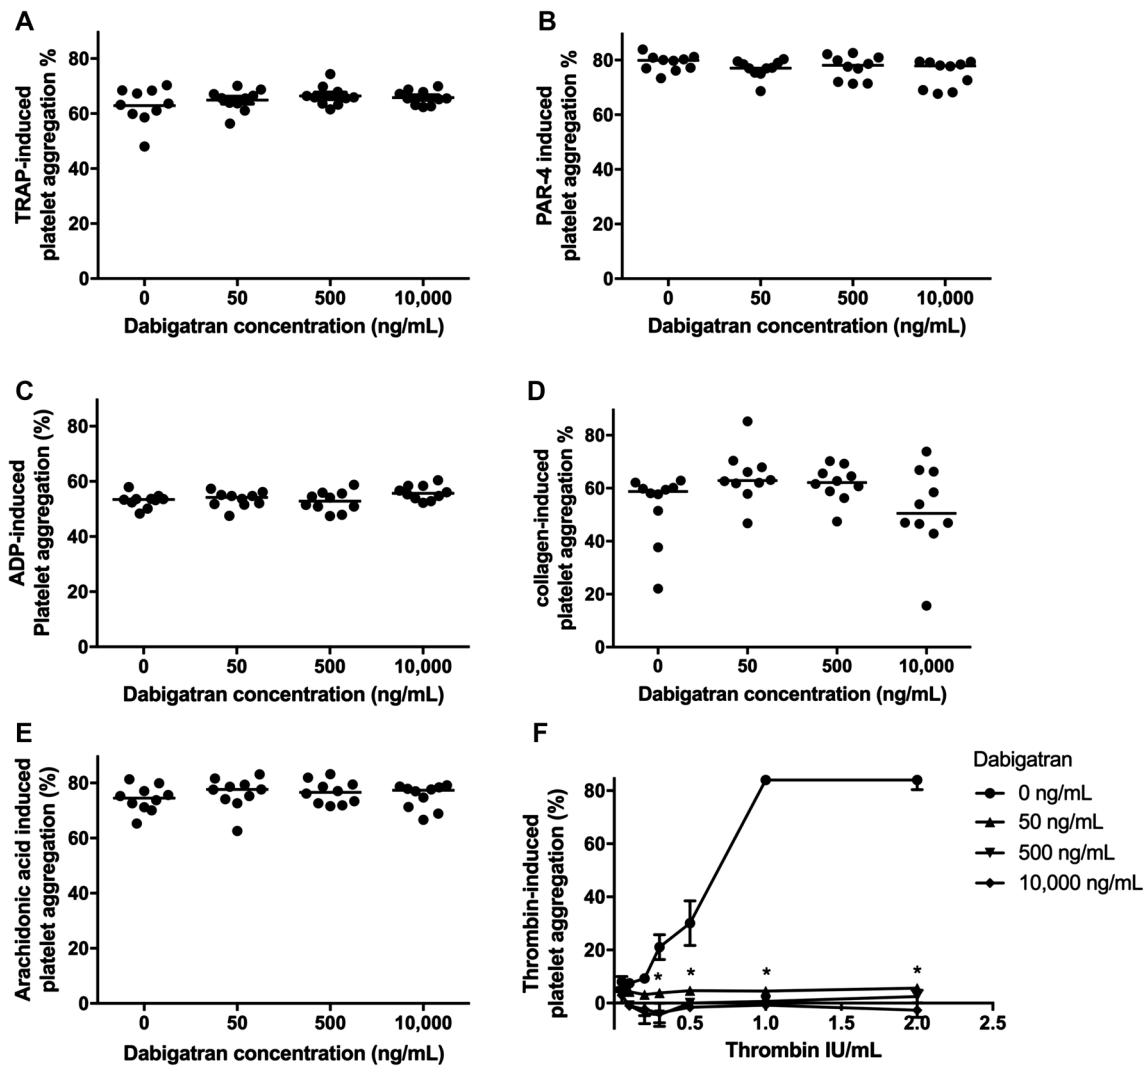 A
TRAP-induced
platelet aggregation %
80
60
40
20
0
0 50 500 10,000
Dabigatran concentration (ng/mL)
B
PAR-4 induced
platelet aggregation %
80
60
40
20
0
0 50 500 10,000
Dabigatran concentration (ng/mL)
C
ADP-induced
Platelet aggregation (%)
80
60
40
20
0
0 50 500 10,000
Dabigatran concentration (ng/mL)
D
collagen-induced
platelet aggregation %
80
60
40
20
0
0 50 500 10,000
Dabigatran concentration (ng/mL)
E
Arachidonic acid induced
platelet aggregation (%)
80
60
40
20
0
0 50 500 10,000
Dabigatran concentration (ng/mL)
F
Thrombin-induced
platelet aggregation (%)
80
60
40
20
0
* * * *
0.5 1.0 1.5 2.0 2.5
Thrombin IU/mL
Dabigatran
0 ng/mL
50 ng/mL
500 ng/mL
10,000 ng/mL